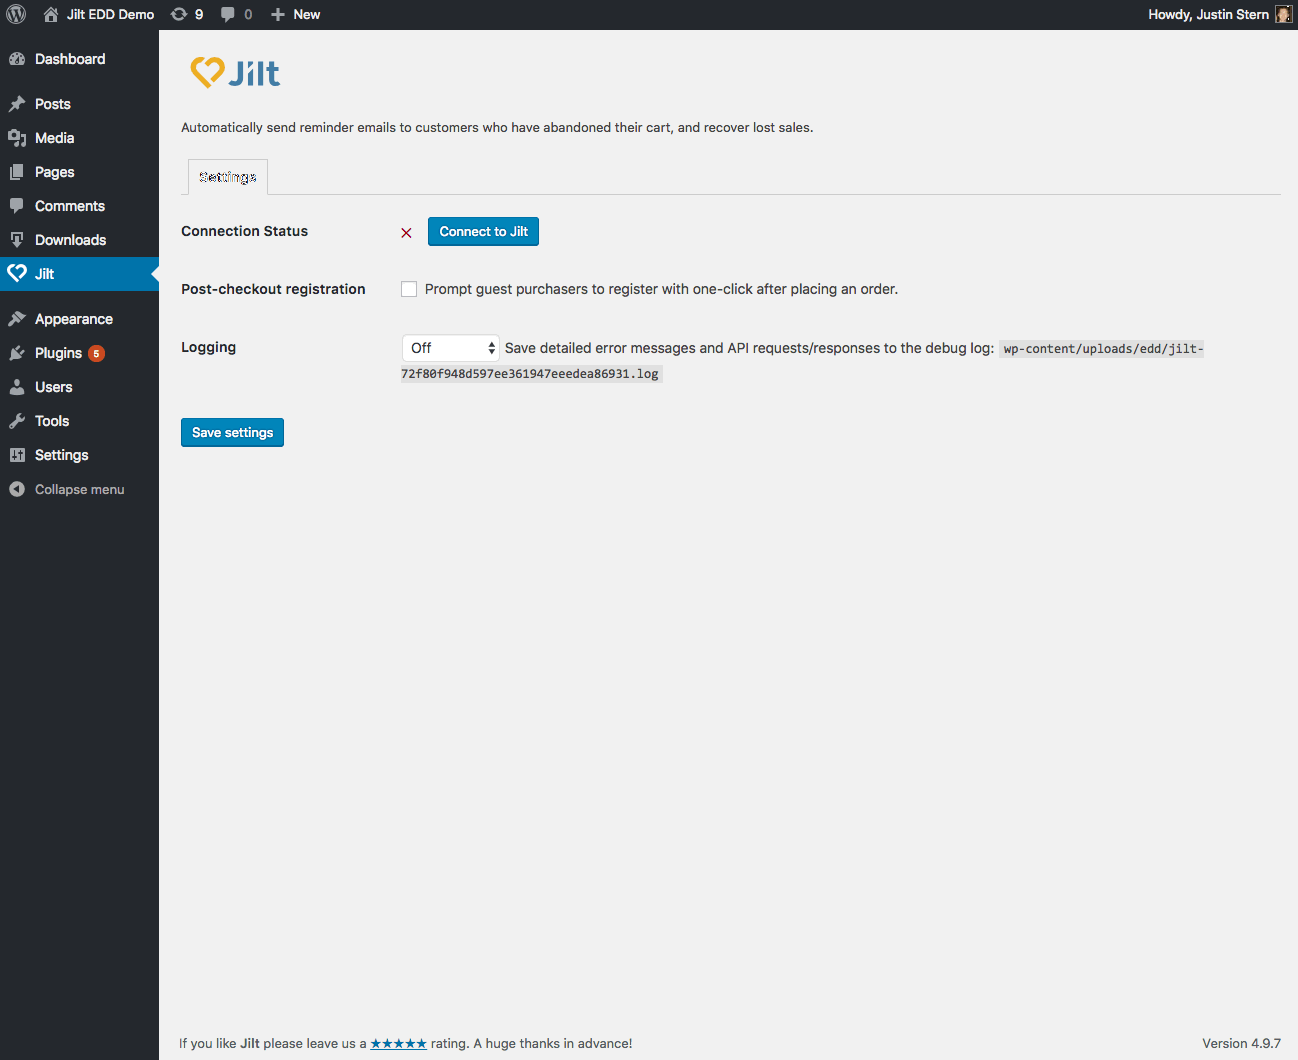 Jilt EDD Demo 9 0 New Howdy, Justin Stern
Dashboard
Posts
Media
Pages
Comments
Downloads
Jilt
Appearance
Plugins 5
Users
Tools
Settings
Collapse menu
Jilt
Automatically send reminder emails to customers who have abandoned their cart, and recover lost sales.
Settings
Connection Status Connect to Jilt
Post-checkout registration Prompt guest purchasers to register with one-click after placing an order.
Logging Off Save detailed error messages and API requests/responses to the debug log: wp-content/uploads/edd/jilt-
72f80f948d597ee361947eeedea86931.log
Save settings
If you like Jilt please leave us a ★★★★★ rating. A huge thanks in advance! Version 4.9.7